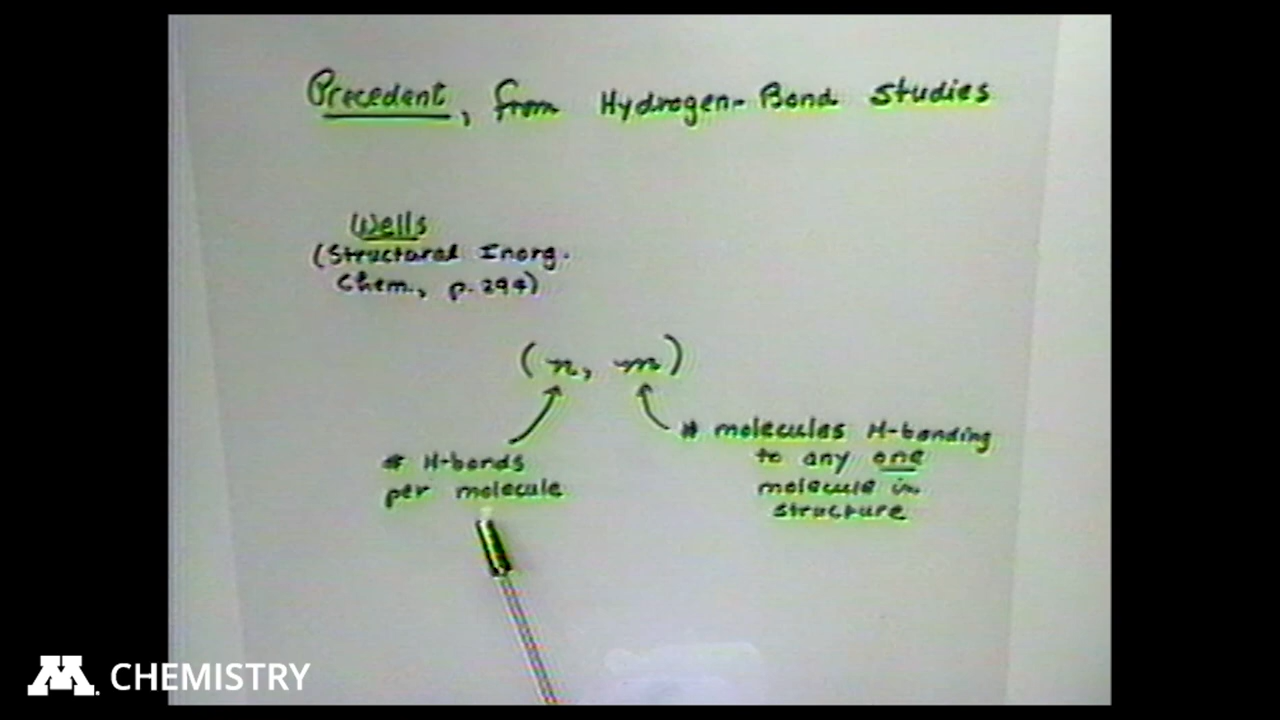 Precedent, from Hydrogen-Bond Studies
Wells
(Structural Inorg.
Chem., p. 294)
(n, m)
# H-bonds
per molecule
# molecules H-bonding
to any one
molecule in
structure
M. CHEMISTRY